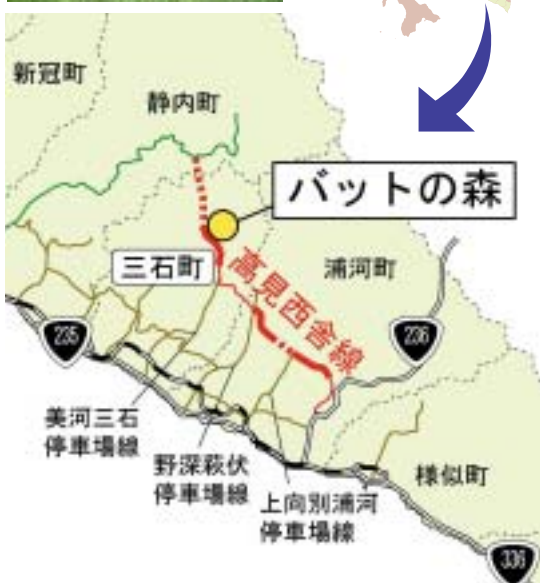 新冠町
静内町
バットの森
三石町
高見西舎線
浦河町
235
236
美河三石
停車場線
野深萩伏
停車場線
上向別浦河
停車場線
様似町
336